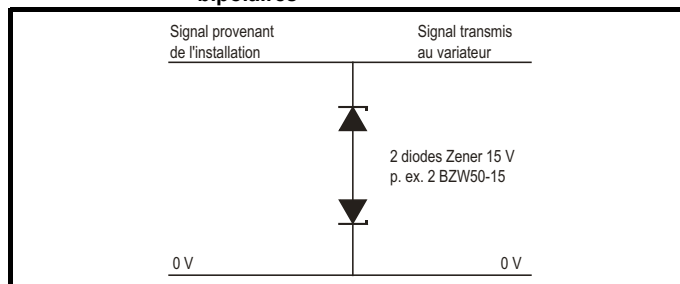 bipolaires
Signal provenant
de l'installation
Signal transmis
au variateur
2 diodes Zener 15 V
p. ex. 2 BZW50-15
0 V
0 V